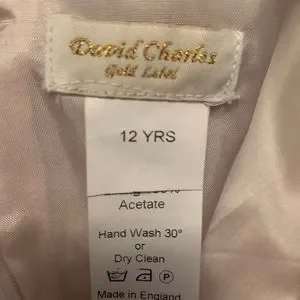 David Charles
Gold Label
12 YRS
Acetate
Hand Wash 30°
or
Dry Clean
P
Made in England